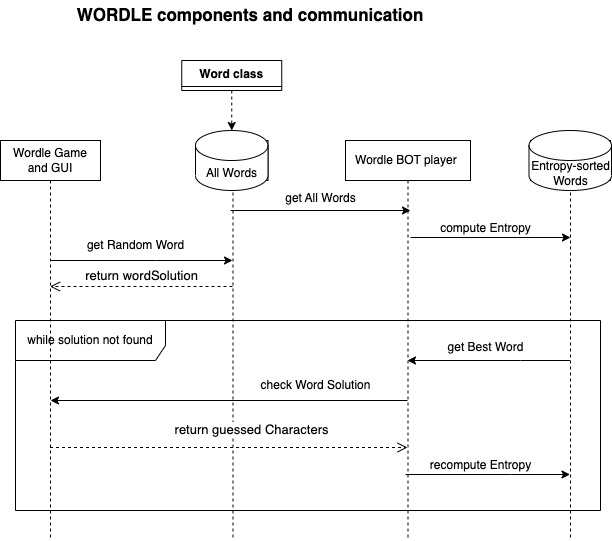 WORDLE components and communication
Word class
Wordle Game
and GUI
All Words
Wordle BOT player
Entropy-sorted
Words
get All Words
compute Entropy
get Random Word
return wordSolution
while solution not found
get Best Word
check Word Solution
return guessed Characters
recompute Entropy